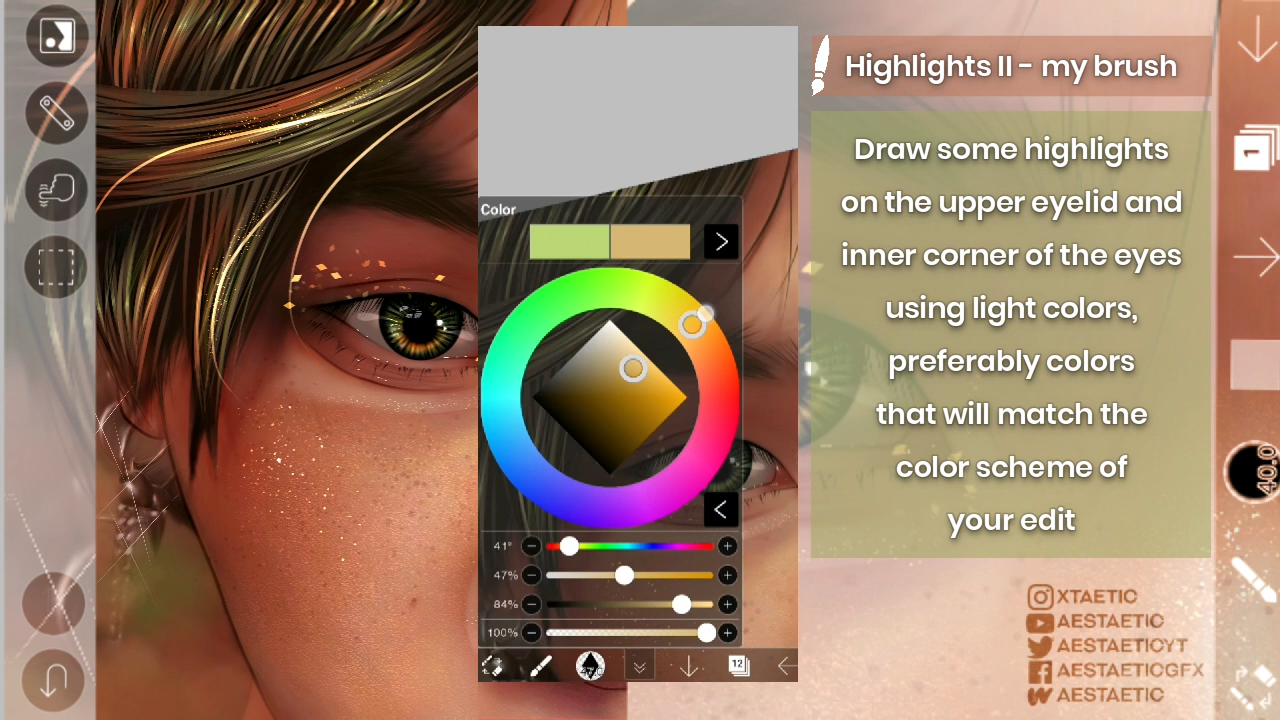 Highlights II - my brush
Draw some highlights
on the upper eyelid and
inner corner of the eyes
using light colors,
preferably colors
that will match the
color scheme of
your edit
Color
41°
47%
84%
100%
12
1
40.0
XTAETIC
AESTAETIC
AESTAETICYT
AESTAETICGFX
AESTAETIC